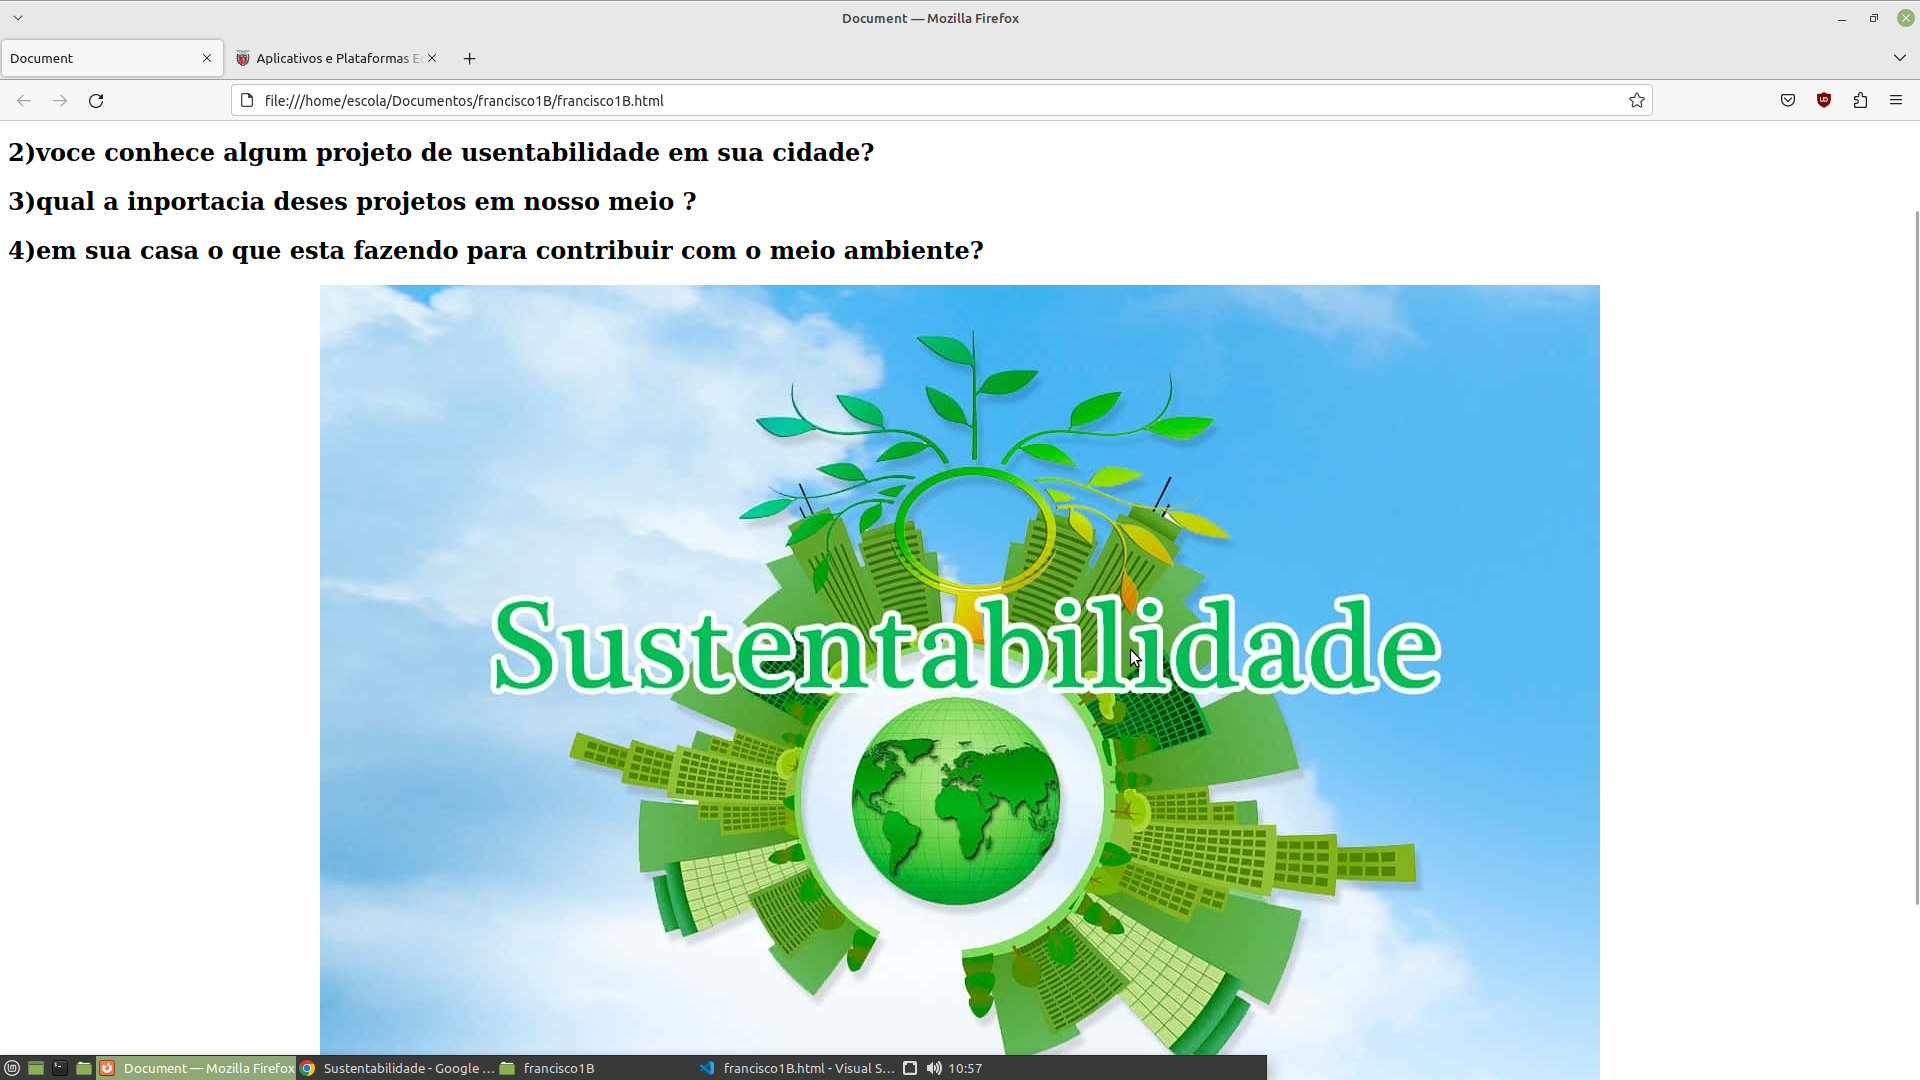 Document — Mozilla Firefox
Document
Aplicativos e Plataformas E
file:///home/escola/Documentos/francisco1B/francisco1B.html
2)voce conhece algum projeto de usentabilidade em sua cidade?
3)qual a inportacia deses projetos em nosso meio ?
4)em sua casa o que esta fazendo para contribuir com o meio ambiente?
Sustentabilidade
Document — Mozilla Firefox
Sustentabilidade - Google ...
francisco1B
francisco1B.html - Visual S...
10:57